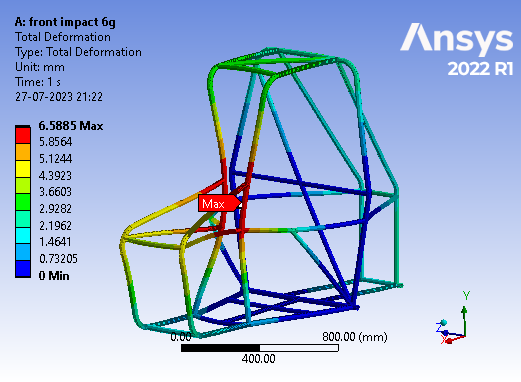 A: front impact 6g
Total Deformation
Type: Total Deformation
Unit: mm
Time: 1 s
27-07-2023 21:22
Ansys
2022 R1
6.5885 Max
5.8564
5.1244
4.3923
3.6603
2.9282
2.1962
1.4641
0.73205
0 Min
Max
0.00
800.00 (mm)
400.00
Y
Z
X